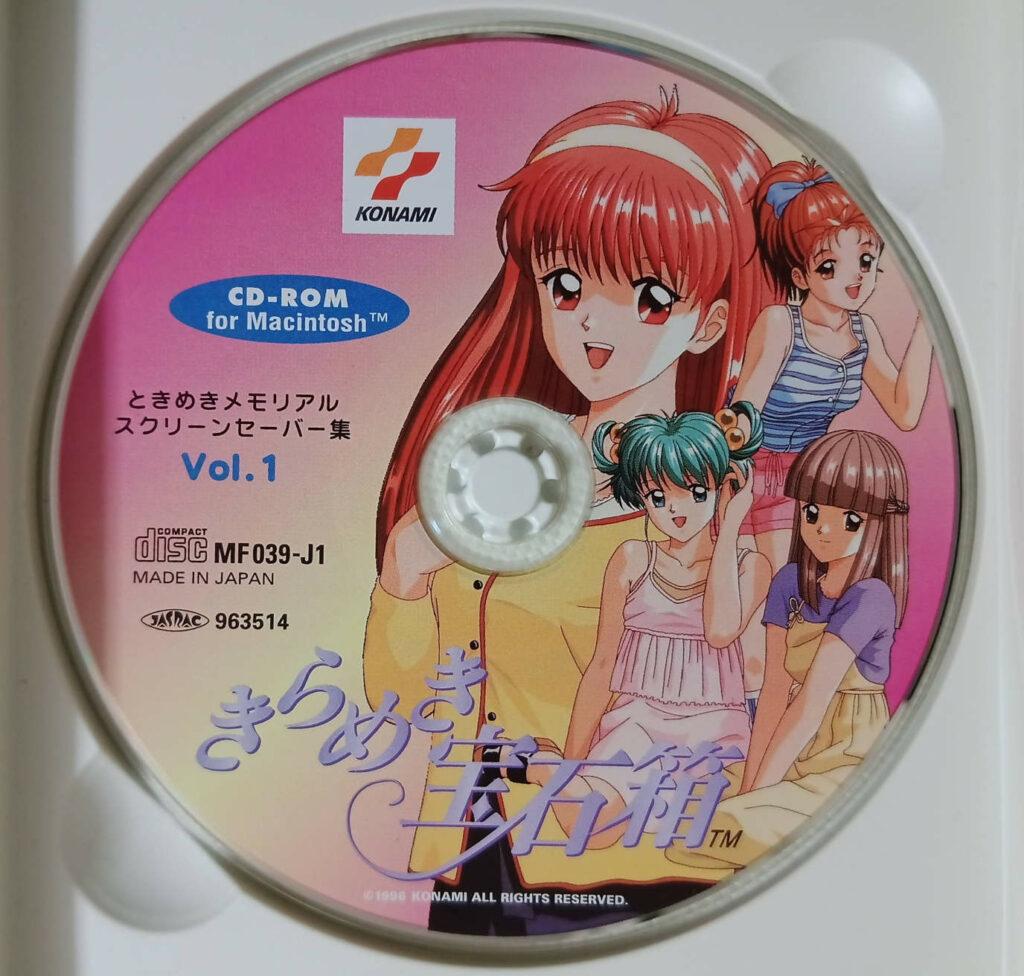 KONAMI
CD-ROM
for Macintosh™
ときめきメモリアル
スクリーンセーバー集
Vol.1
COMPACT
disc MF039-J1
MADE IN JAPAN
JASRAC 963514
きらめき
宝石箱™
©1996 KONAMI ALL RIGHTS RESERVED.